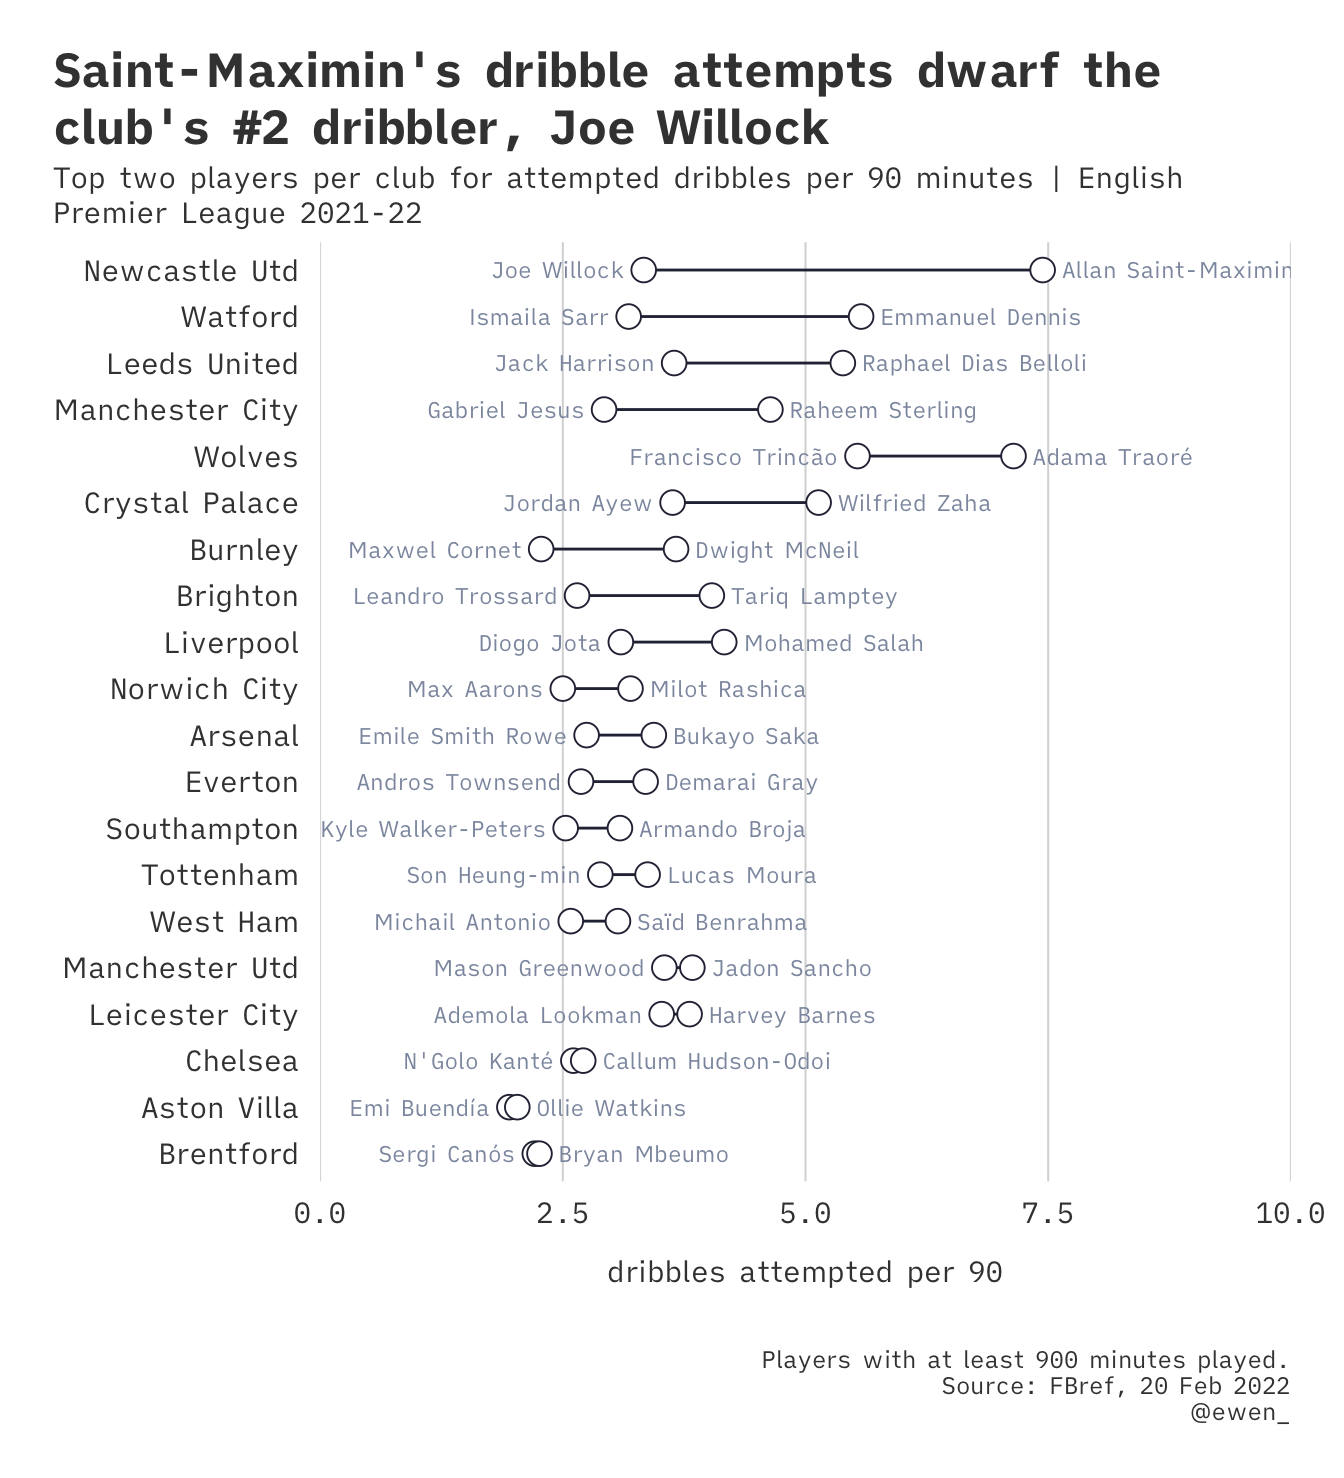 Saint-Maximin's dribble attempts dwarf the
club's #2 dribbler, Joe Willock
Top two players per club for attempted dribbles per 90 minutes | English
Premier League 2021-22
Newcastle Utd Joe Willock Allan Saint-Maximin
Watford Ismaila Sarr Emmanuel Dennis
Leeds United Jack Harrison Raphael Dias Belloli
Manchester City Gabriel Jesus Raheem Sterling
Wolves Francisco Trincão Adama Traoré
Crystal Palace Jordan Ayew Wilfried Zaha
Burnley Maxwel Cornet Dwight McNeil
Brighton Leandro Trossard Tariq Lamptey
Liverpool Diogo Jota Mohamed Salah
Norwich City Max Aarons Milot Rashica
Arsenal Emile Smith Rowe Bukayo Saka
Everton Andros Townsend Demarai Gray
Southampton Kyle Walker-Peters Armando Broja
Tottenham Son Heung-min Lucas Moura
West Ham Michail Antonio Saïd Benrahma
Manchester Utd Mason Greenwood Jadon Sancho
Leicester City Ademola Lookman Harvey Barnes
Chelsea N'Golo Kanté Callum Hudson-Odoi
Aston Villa Emi Buendía Ollie Watkins
Brentford Sergi Canós Bryan Mbeumo
0.0 2.5 5.0 7.5 10.0
dribbles attempted per 90
Players with at least 900 minutes played.
Source: FBref, 20 Feb 2022
@ewen_